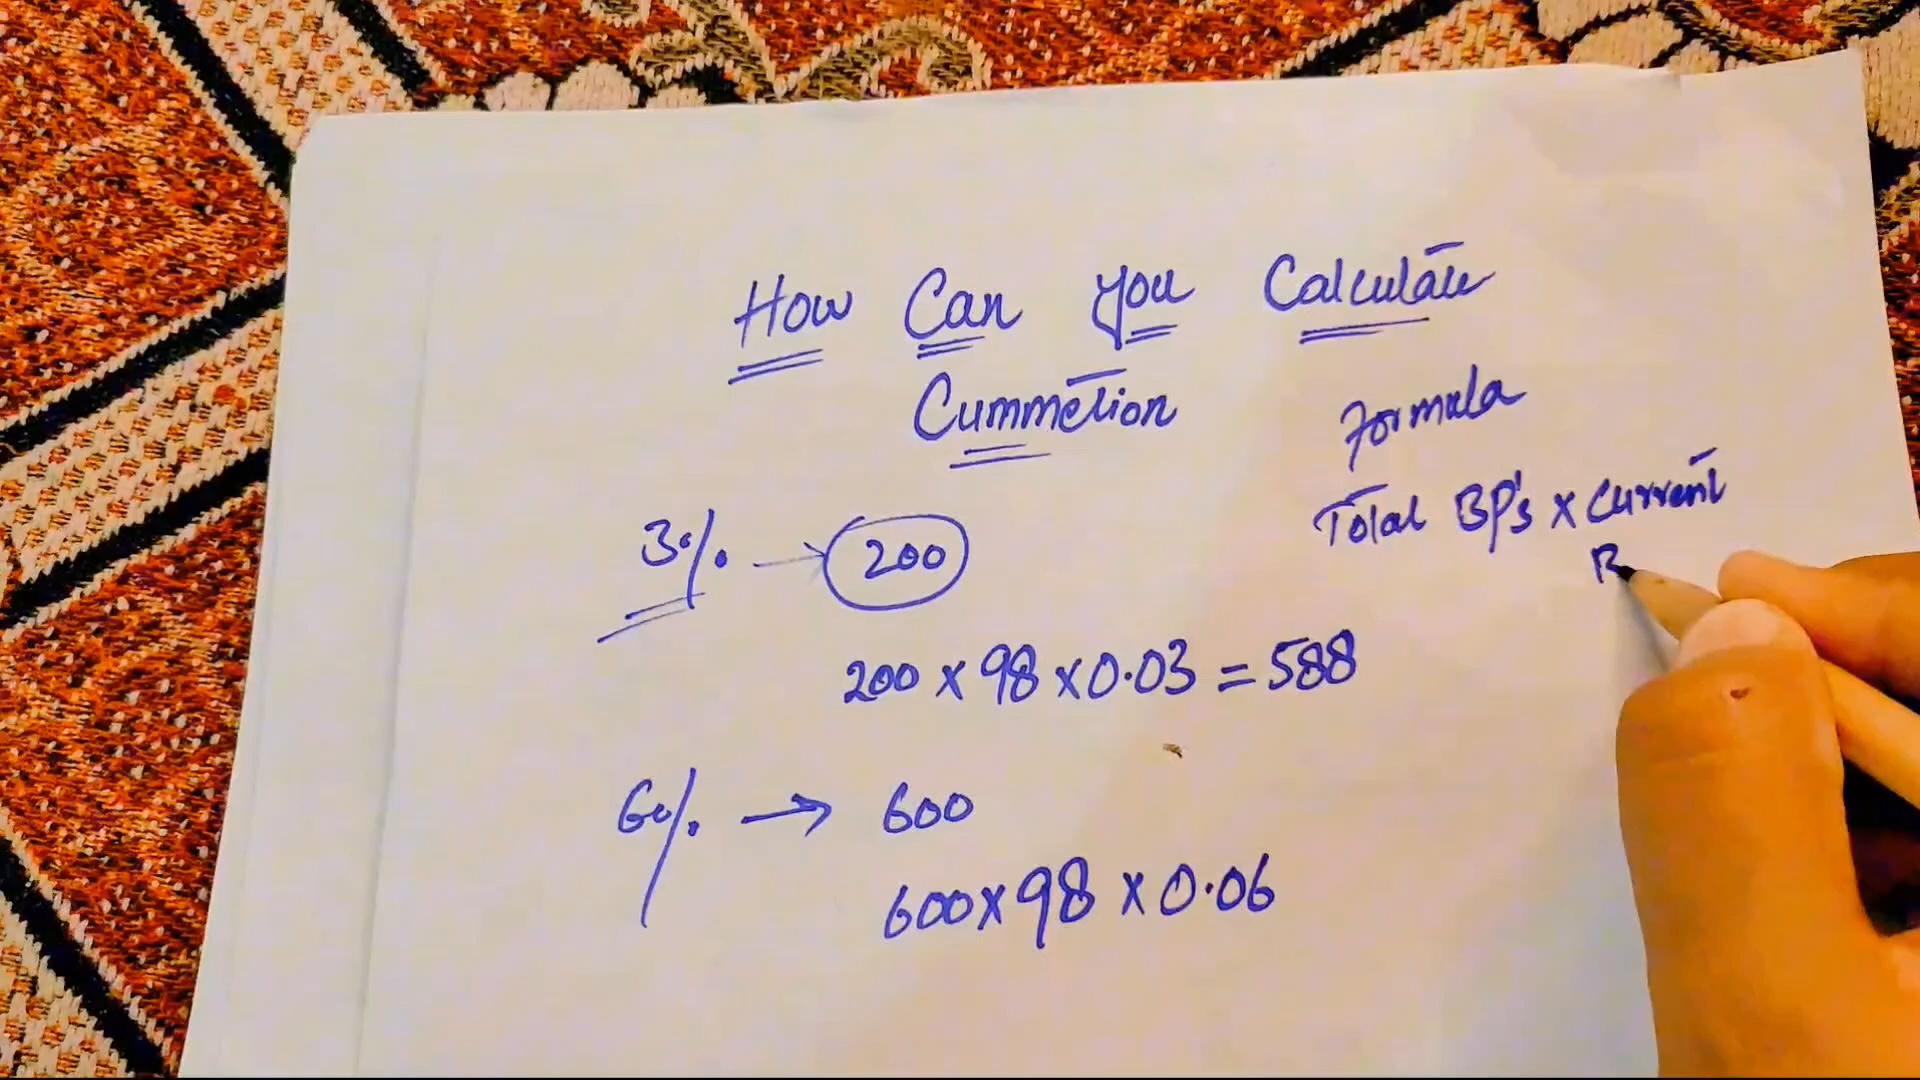 How Can you Calculate
Cummetion
Formula
Total BP's x Current
3% → 200
200 x 98 x 0.03 = 588
6% → 600
600 x 98 x 0.06